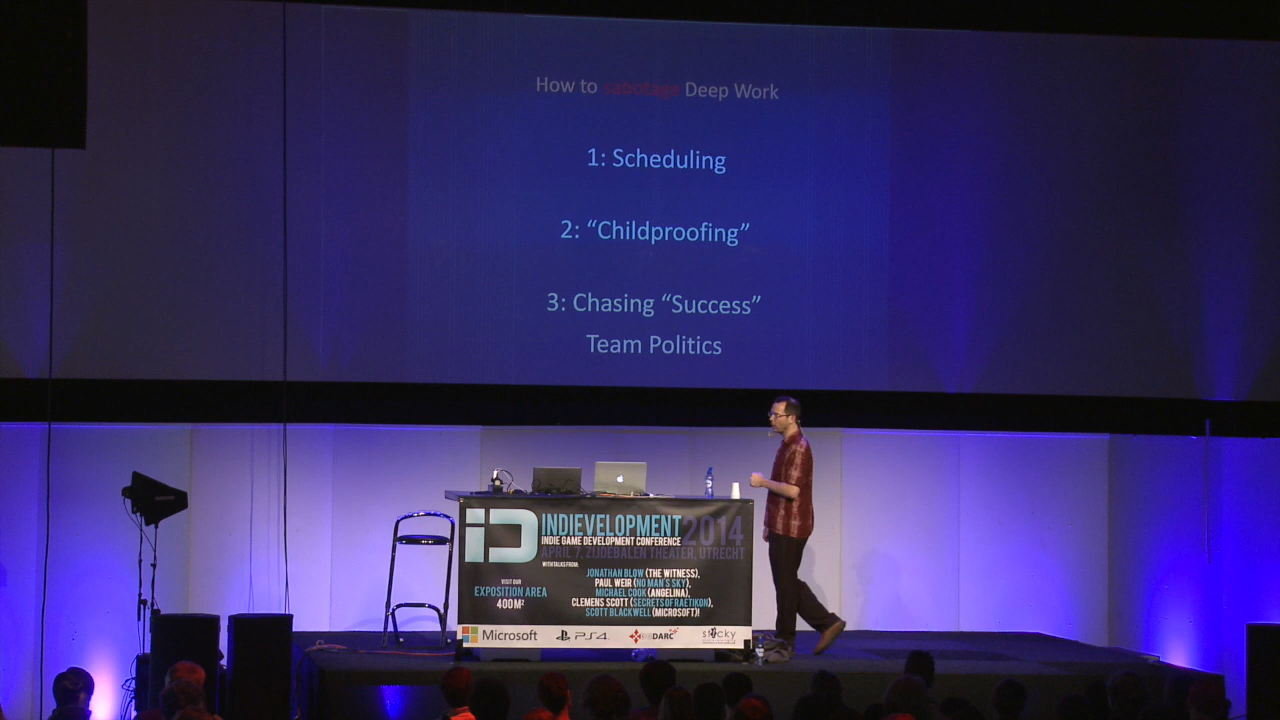 How to sabotage Deep Work
1: Scheduling
2: “Childproofing”
3: Chasing “Success”
Team Politics
iD INDIEVELOPMENT 2014
INDIE GAME DEVELOPMENT CONFERENCE
APRIL 7, ZIJDEBALEN THEATER, UTRECHT
WITH TALKS FROM:
JONATHAN BLOW (THE WITNESS),
PAUL WEIR (NO MAN'S SKY),
MICHAEL COOK (ANGELINA),
CLEMENS SCOTT (SECRETS OF RAETIKON),
SCOTT BLACKWELL (MICROSOFT)!
VISIT OUR
EXPOSITION AREA
400M²
Microsoft PS4